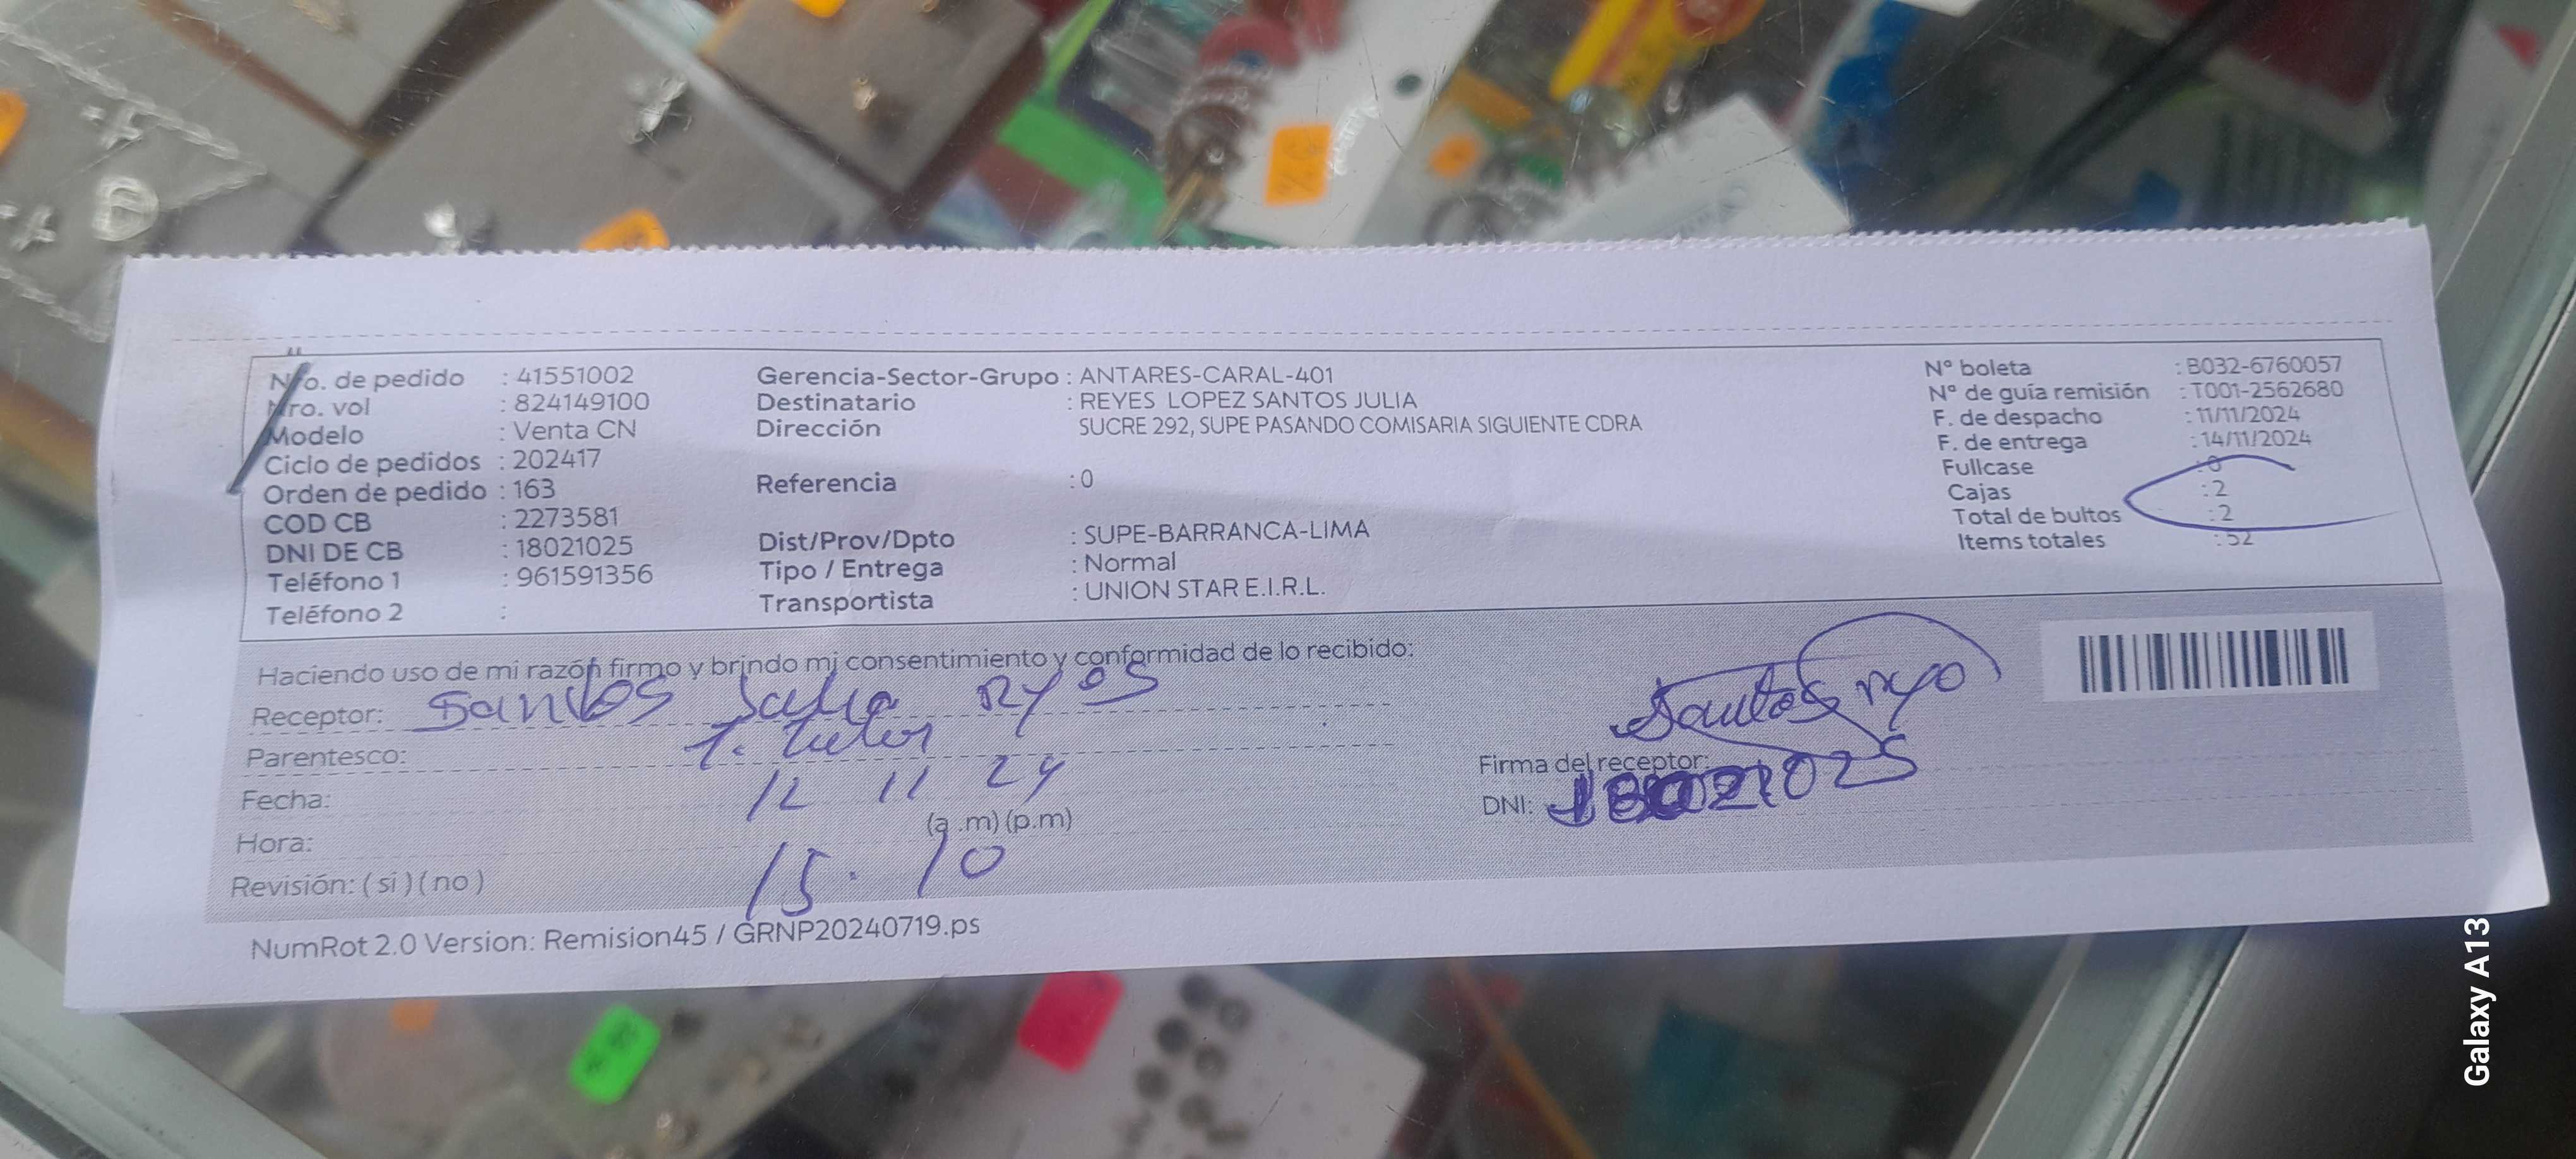 Nro. de pedido : 41551002
Nro. vol : 824149100
Modelo : Venta CN
Ciclo de pedidos : 202417
Orden de pedido : 163
COD CB : 2273581
DNI DE CB : 18021025
Teléfono 1 : 961591356
Teléfono 2 :
Gerencia-Sector-Grupo : ANTARES-CARAL-401
Destinatario : REYES LOPEZ SANTOS JULIA
Dirección SUCRE 292, SUPE PASANDO COMISARIA SIGUIENTE CDRA
Referencia : 0
Dist/Prov/Dpto : SUPE-BARRANCA-LIMA
Tipo / Entrega : Normal
Transportista : UNION STAR E.I.R.L.
N° boleta : B032-6760057
N° de guía remisión : T001-2562680
F. de despacho : 11/11/2024
F. de entrega : 14/11/2024
Fullcase : 0
Cajas : 2
Total de bultos : 2
Items totales : 52
Haciendo uso de mi razón firmo y brindo mi consentimiento y conformidad de lo recibido:
Receptor: Santos
Parentesco:
Fecha: 12 11 24
Hora: (a.m) (p.m)
15. 10
Revisión: (si) (no)
Santos
Firma del receptor:
DNI: 18021025
NumRot 2.0 Version: Remision45 / GRNP20240719.ps
Galaxy A13